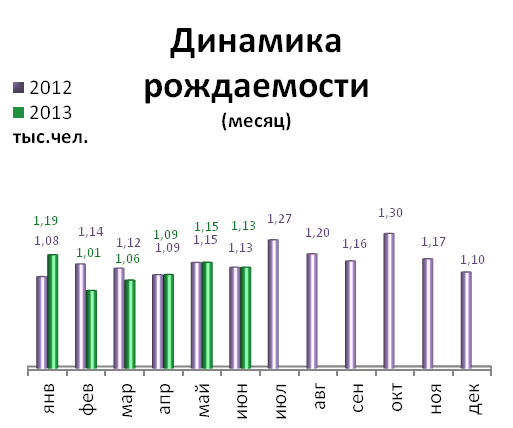 Динамика
рождаемости
(месяц)
2012
2013
тыс.чел.
1,19
1,08
1,14
1,01
1,12
1,06
1,09
1,09
1,15
1,15
1,13
1,13
1,27
1,20
1,16
1,30
1,17
1,10
янв
фев
мар
апр
май
июн
июл
авг
сен
окт
ноя
дек